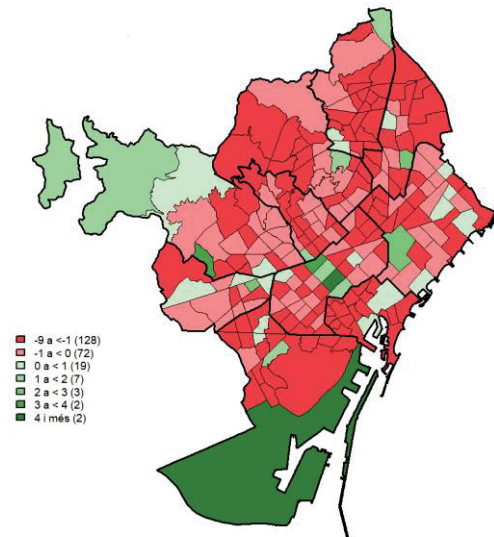 -9 a <-1 (128)
-1 a < 0 (72)
0 a < 1 (19)
1 a < 2 (7)
2 a < 3 (3)
3 a < 4 (2)
4 i més (2)